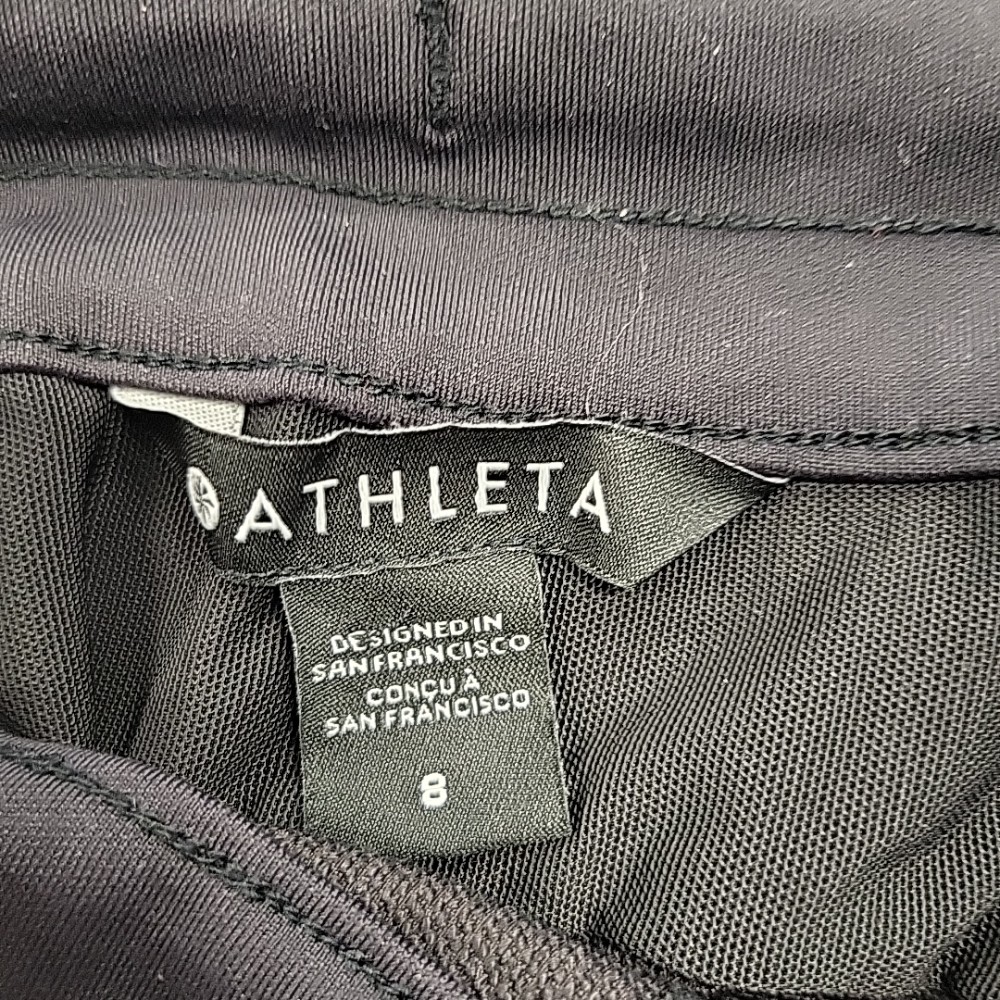 ATHLETA
DESIGNED IN
SAN FRANCISCO
CONÇU À
SAN FRANCISCO
8